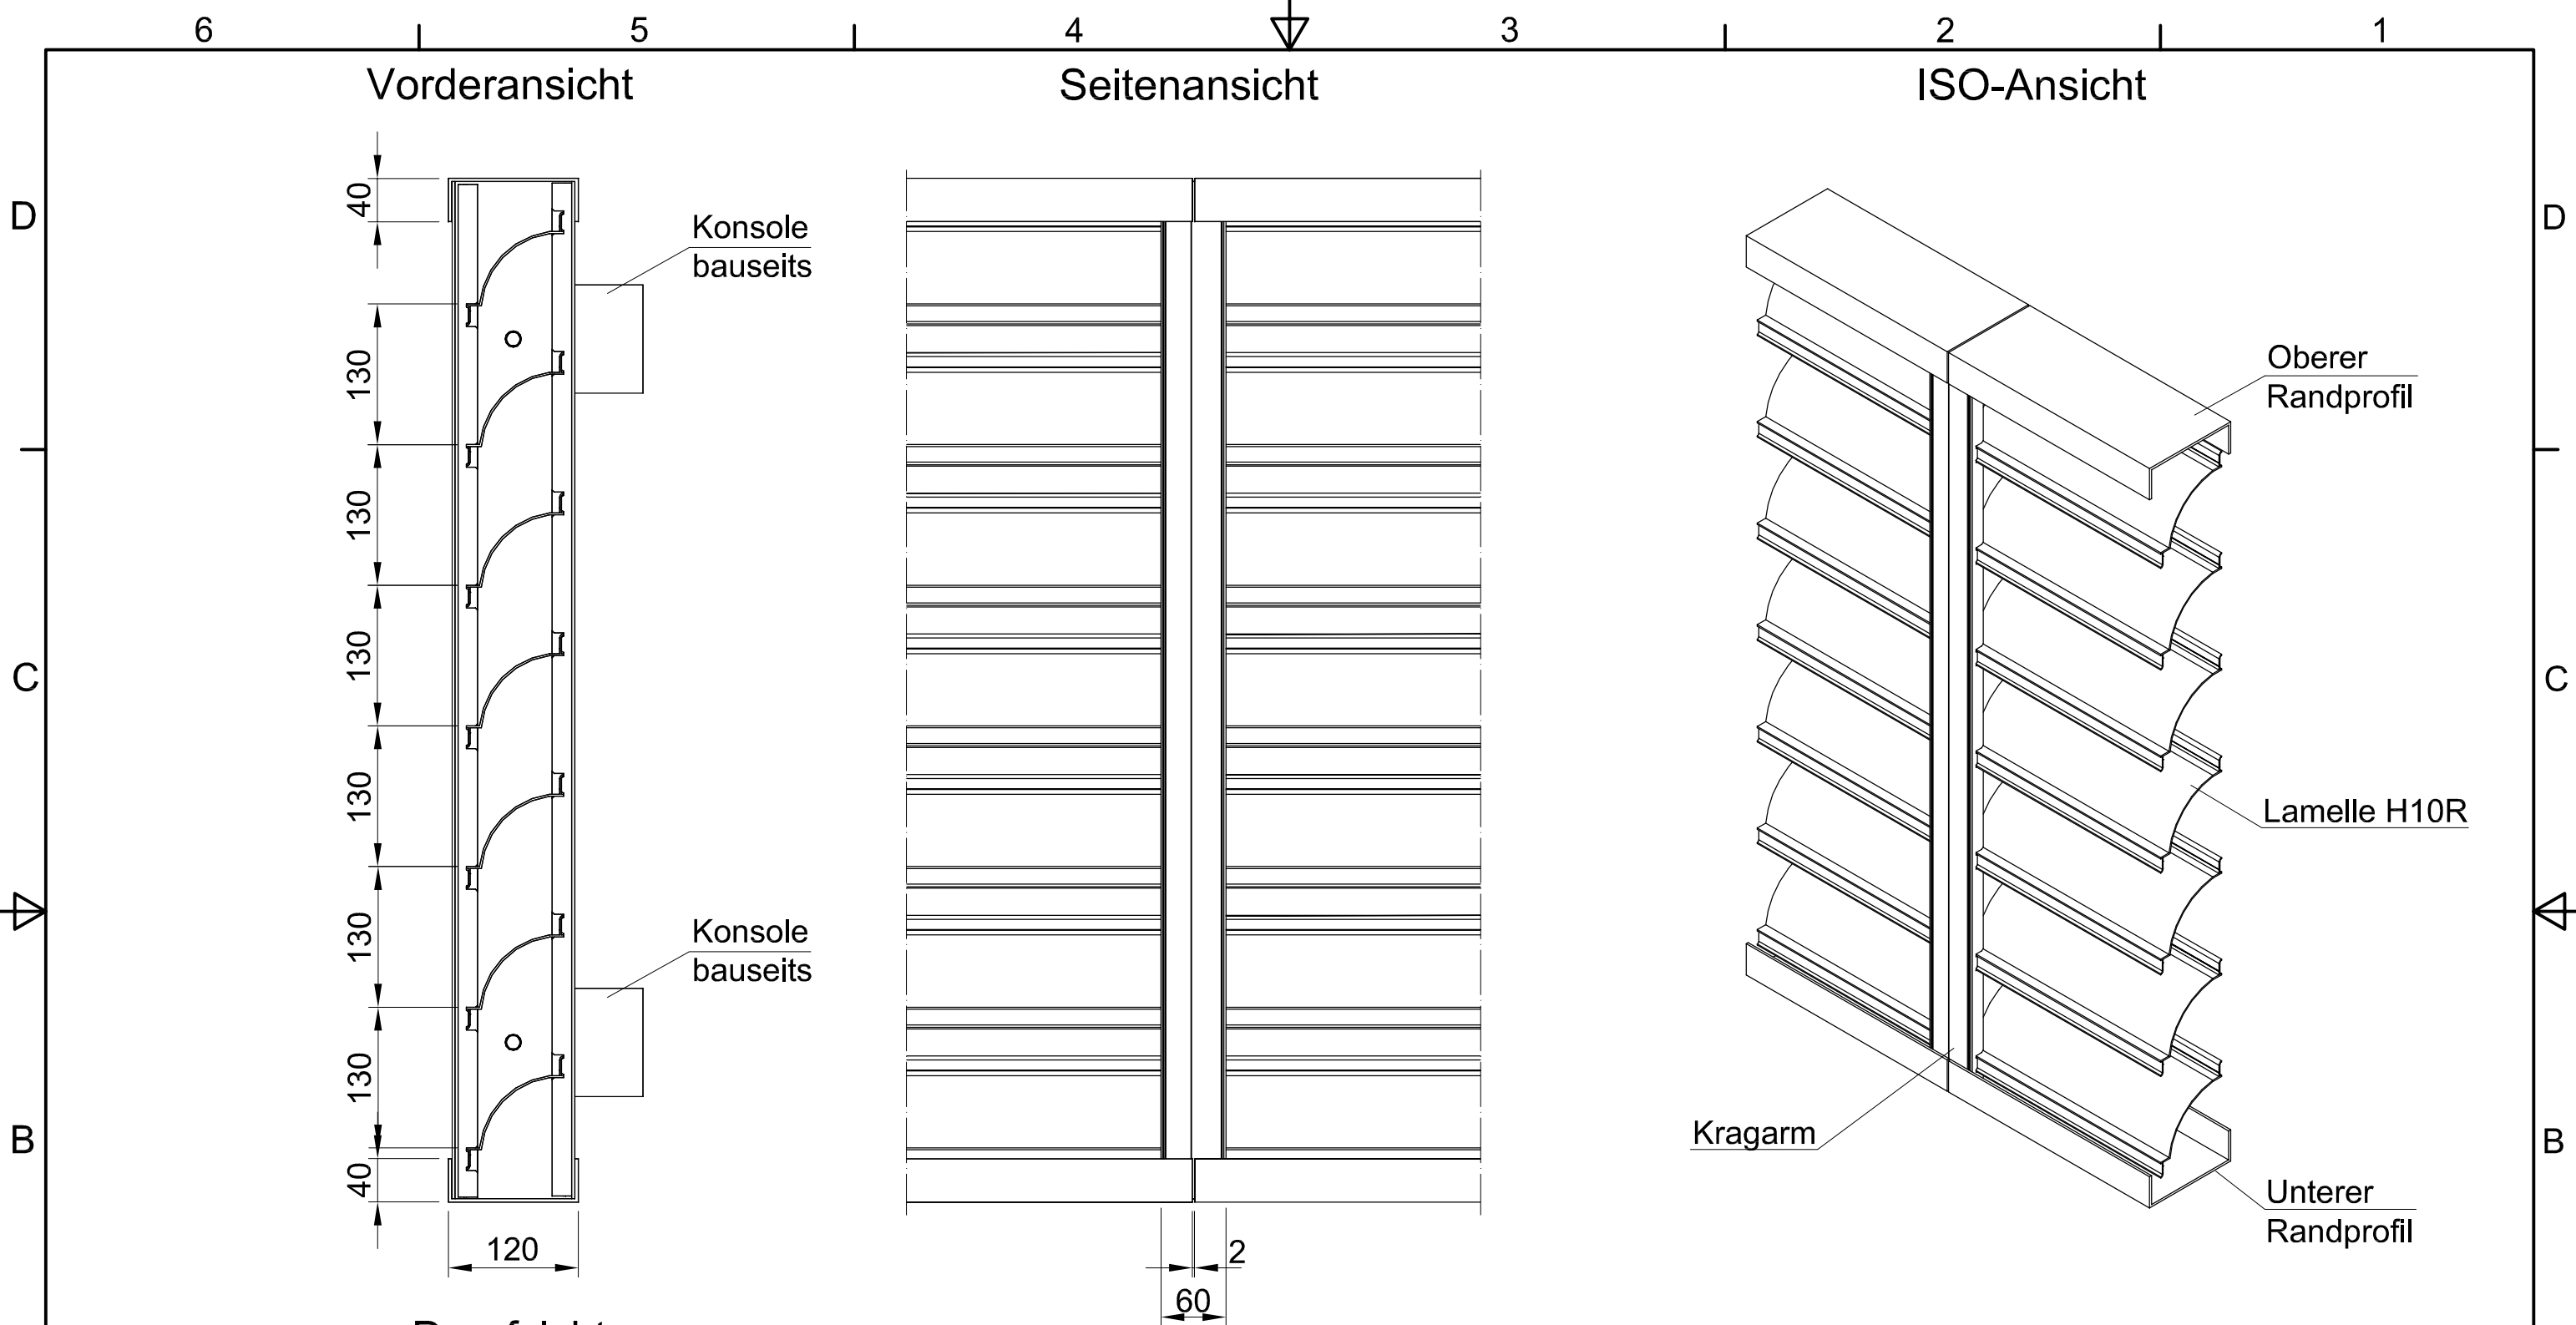 6 5 4 3 2 1
Vorderansicht Seitenansicht ISO-Ansicht
D D
40
Konsole
bauseits
130
130
130
130
130
130
40
120
Konsole
bauseits
2
60
Oberer
Randprofil
Lamelle H10R
Kragarm
Unterer
Randprofil
C C
B B